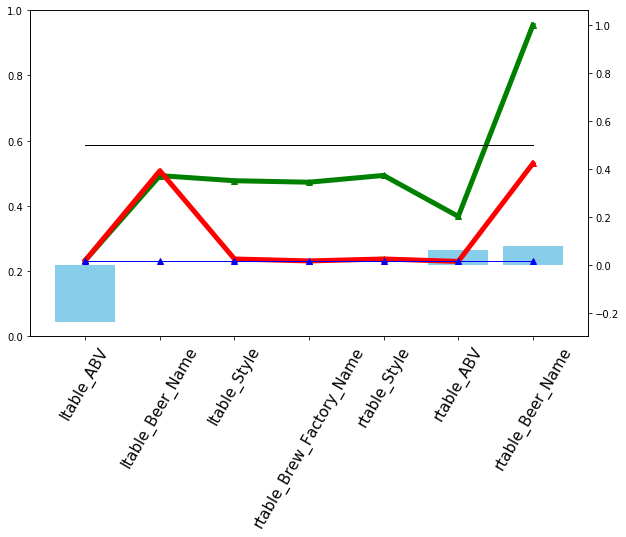 1.0
0.8
0.6
0.4
0.2
0.0
1.0
0.8
0.6
0.4
0.2
0.0
−0.2
ltable_ABV
ltable_Beer_Name
ltable_Style
rtable_Brew_Factory_Name
rtable_Style
rtable_ABV
rtable_Beer_Name